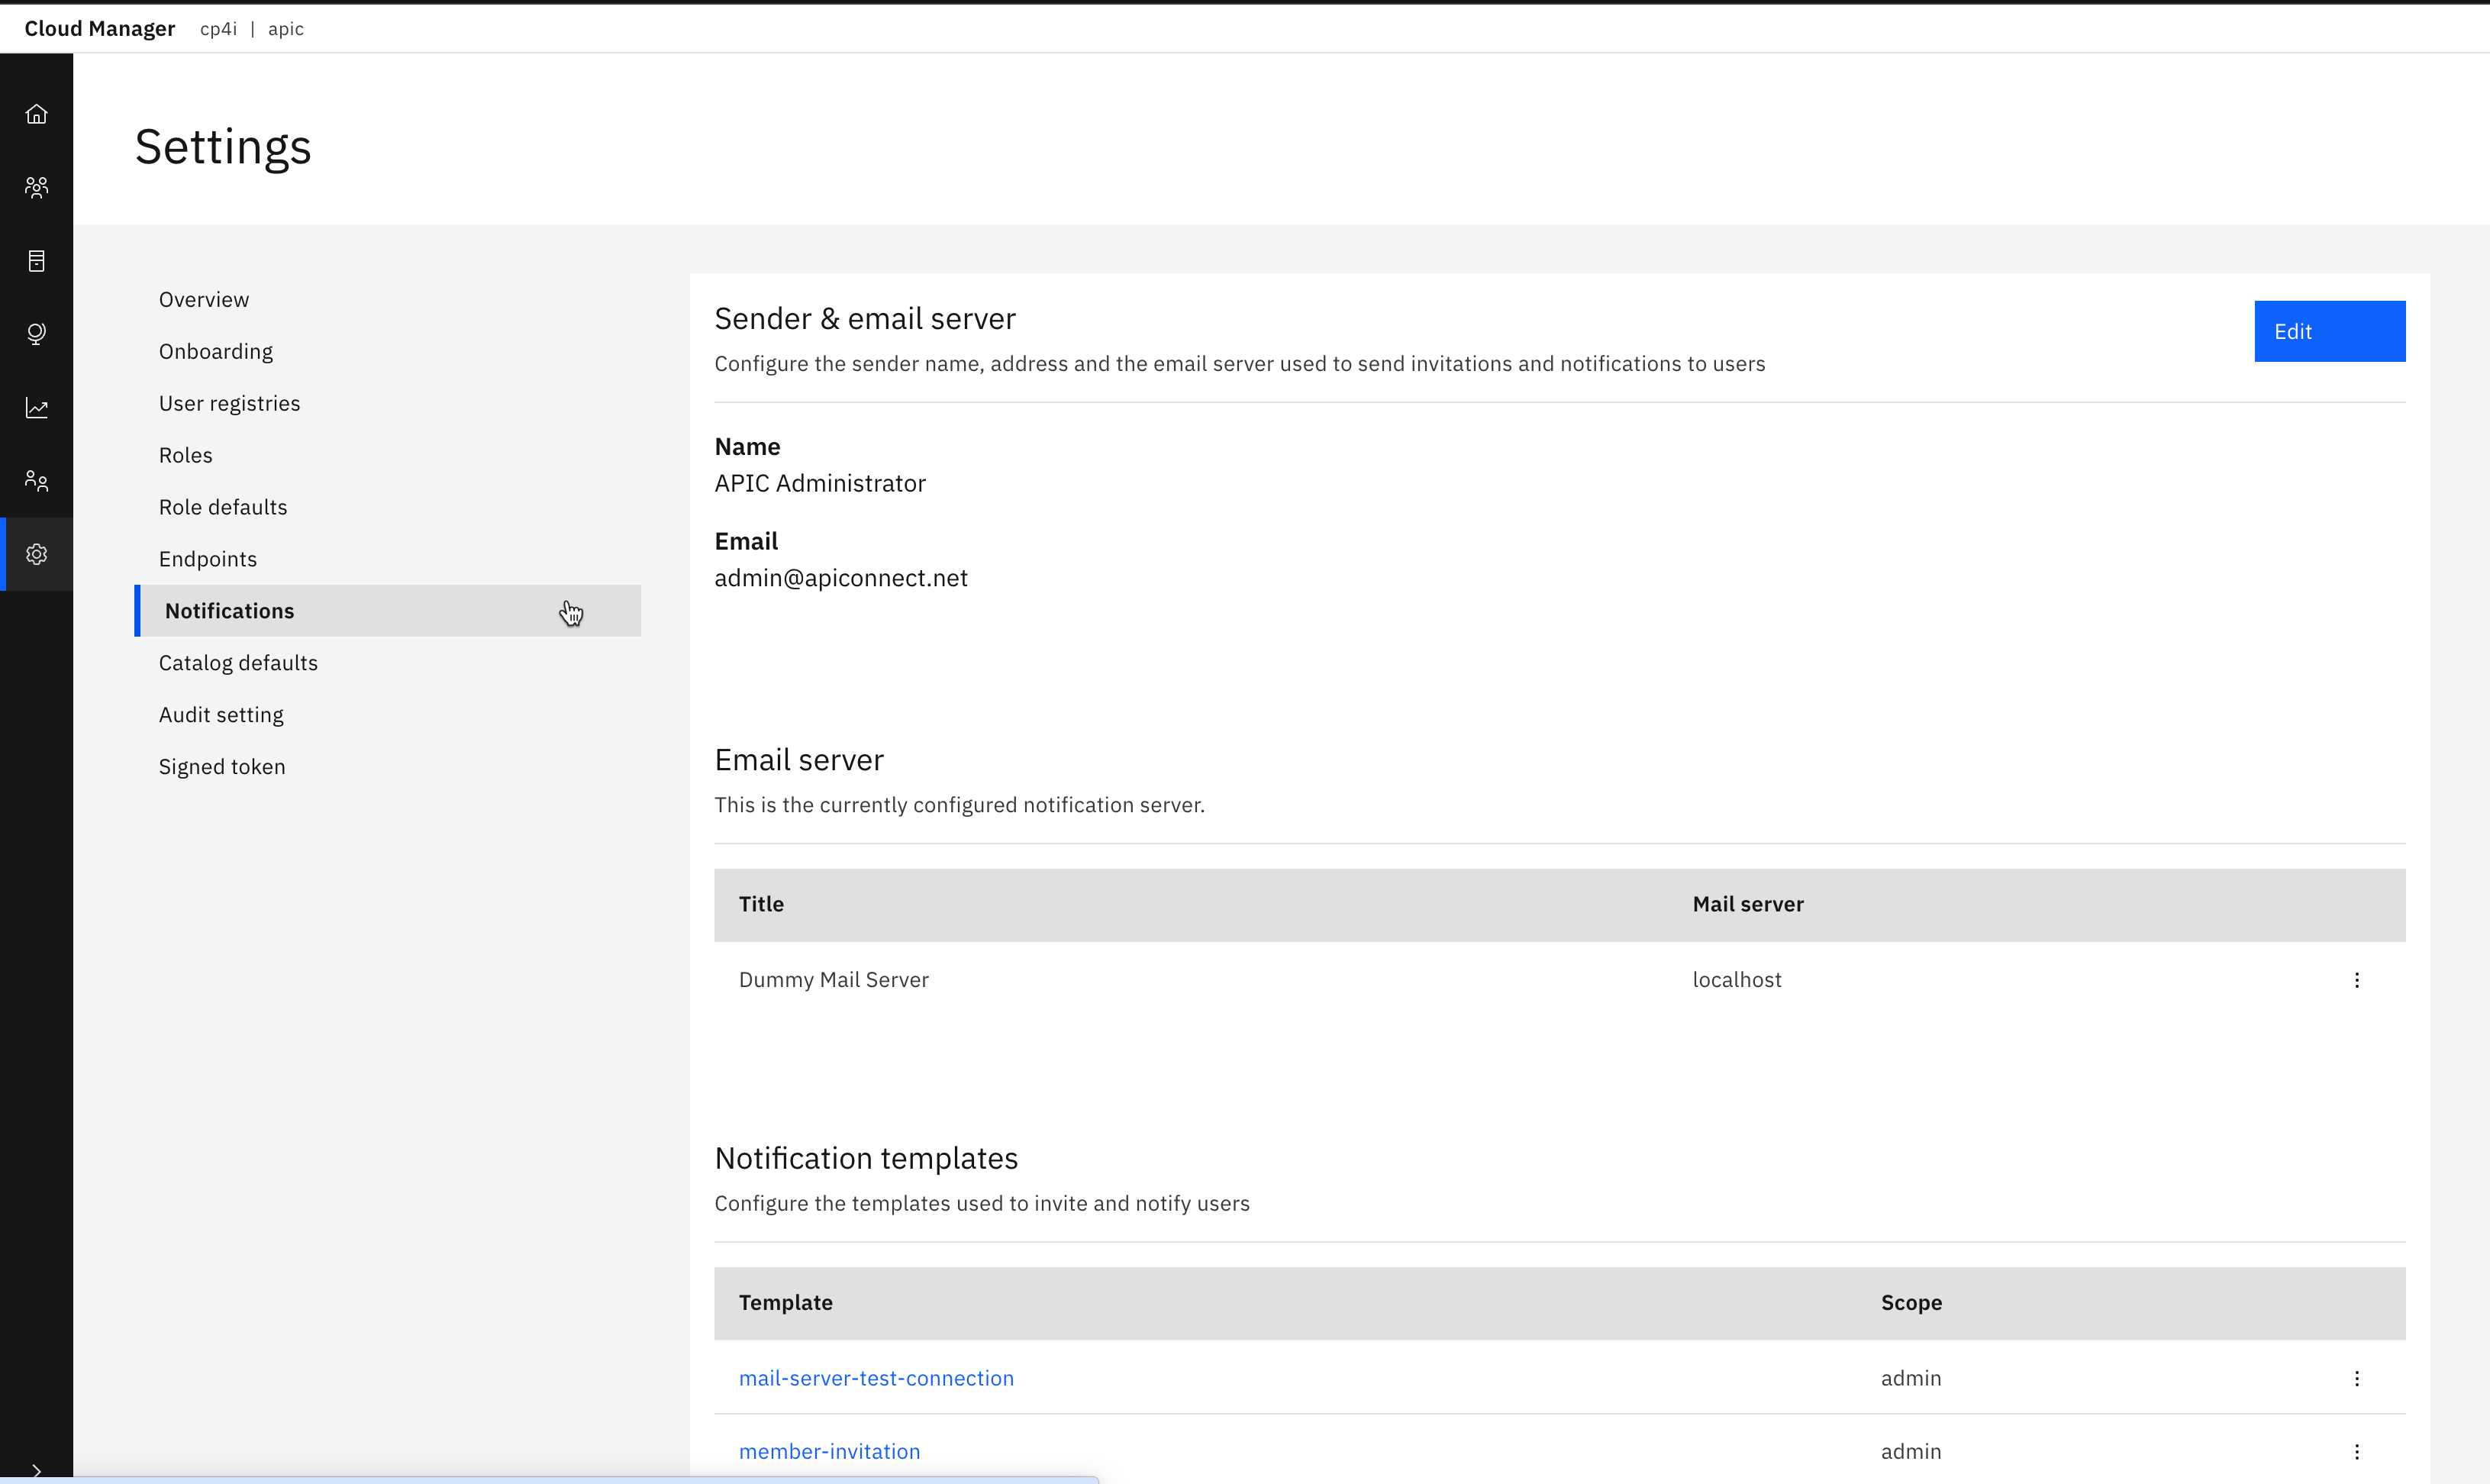 Cloud Manager cp4i | apic
Settings
Overview
Onboarding
User registries
Roles
Role defaults
Endpoints
Notifications
Catalog defaults
Audit setting
Signed token
Sender & email server
Edit
Configure the sender name, address and the email server used to send invitations and notifications to users
Name
APIC Administrator
Email
admin@apiconnect.net
Email server
This is the currently configured notification server.
Title Mail server
Dummy Mail Server localhost
Notification templates
Configure the templates used to invite and notify users
Template Scope
mail-server-test-connection admin
member-invitation admin